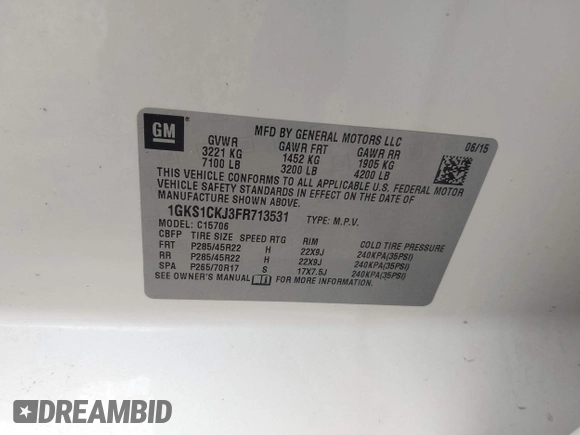 GM
MFD BY GENERAL MOTORS LLC
06/15
GVWR GAWR FRT GAWR RR
3221 KG 1452 KG 1905 KG
7100 LB 3200 LB 4200 LB
THIS VEHICLE CONFORMS TO ALL APPLICABLE U.S. FEDERAL MOTOR
VEHICLE SAFETY STANDARDS IN EFFECT ON THE DATE OF
MANUFACTURE SHOWN ABOVE.
1GKS1CKJ3FR713531 TYPE: M.P.V.
MODEL: C15706
CBFP TIRE SIZE SPEED RTG RIM COLD TIRE PRESSURE
FRT P285/45R22 H 22X9J 240KPA(35PSI)
RR P285/45R22 H 22X9J 240KPA(35PSI)
SPA P265/70R17 S 17X7.5J 240KPA(35PSI)
SEE OWNER'S MANUAL FOR MORE INFORMATION
DREAMBID